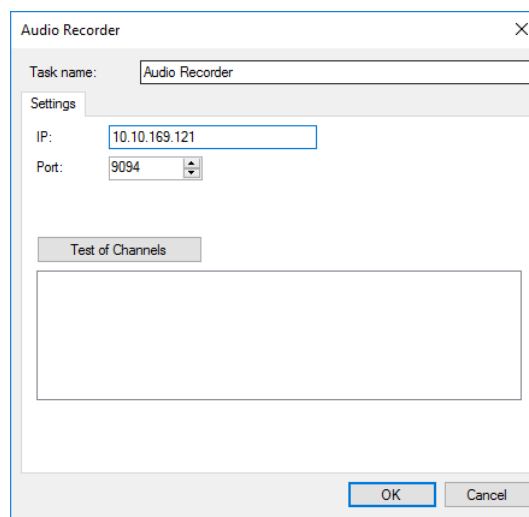 Audio Recorder
Task name: Audio Recorder
Settings
IP: 10.10.169.121
Port: 9094
Test of Channels
OK Cancel